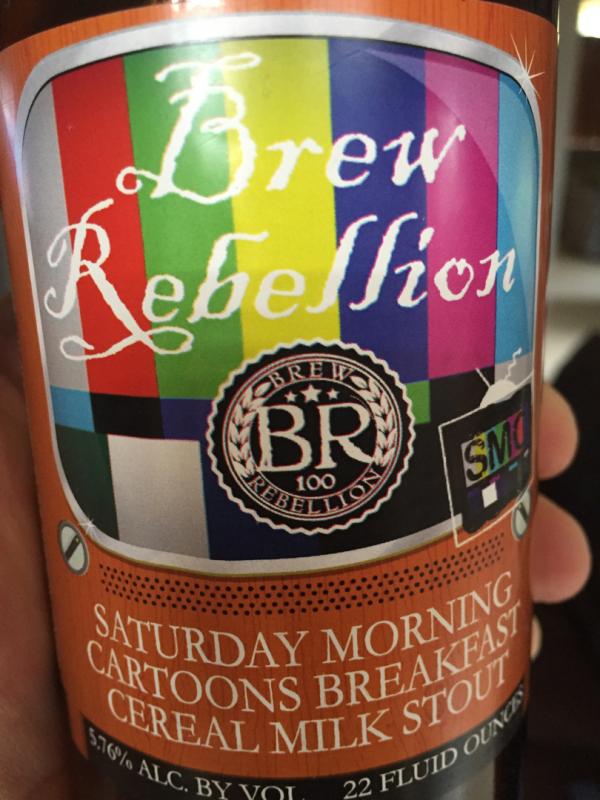 Brew
Rebellion
BREW
BR
100
REBELLION
SMC
SATURDAY MORNING
CARTOONS BREAKFAST
CEREAL MILK STOUT
5.76% ALC. BY VOL. 22 FLUID OUNCES